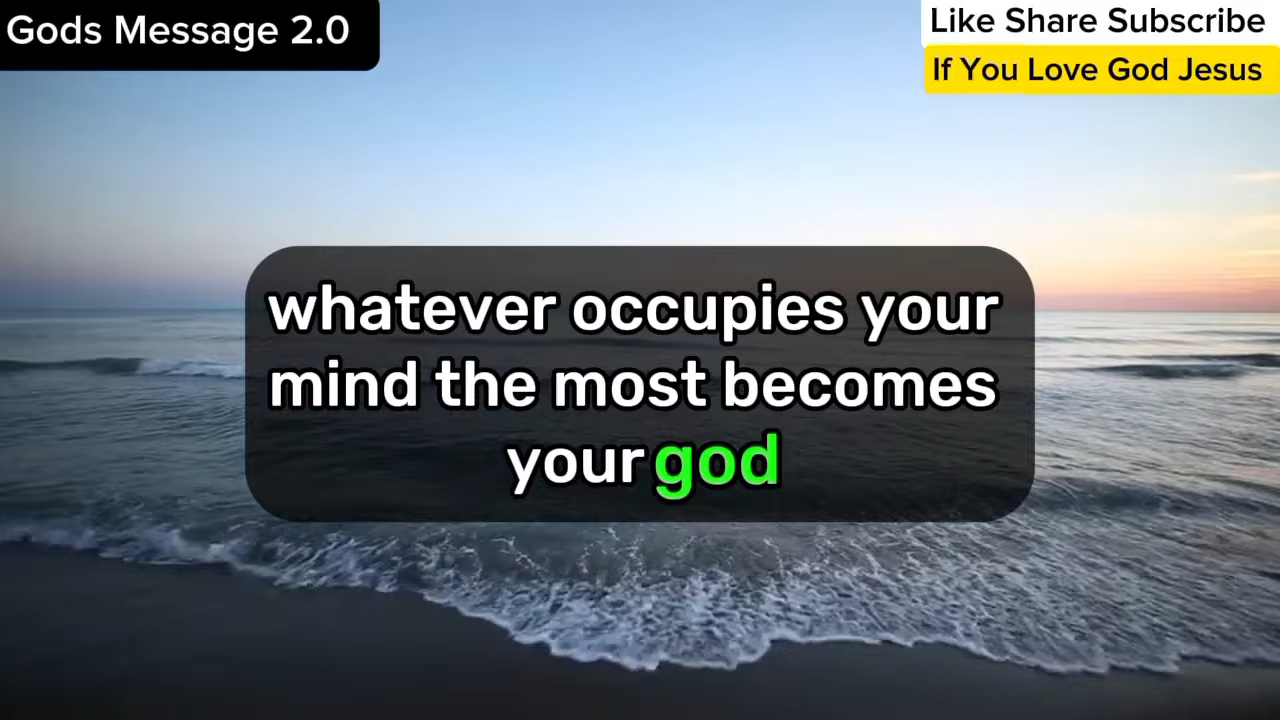 Gods Message 2.0
Like Share Subscribe
If You Love God Jesus
whatever occupies your
mind the most becomes
your god